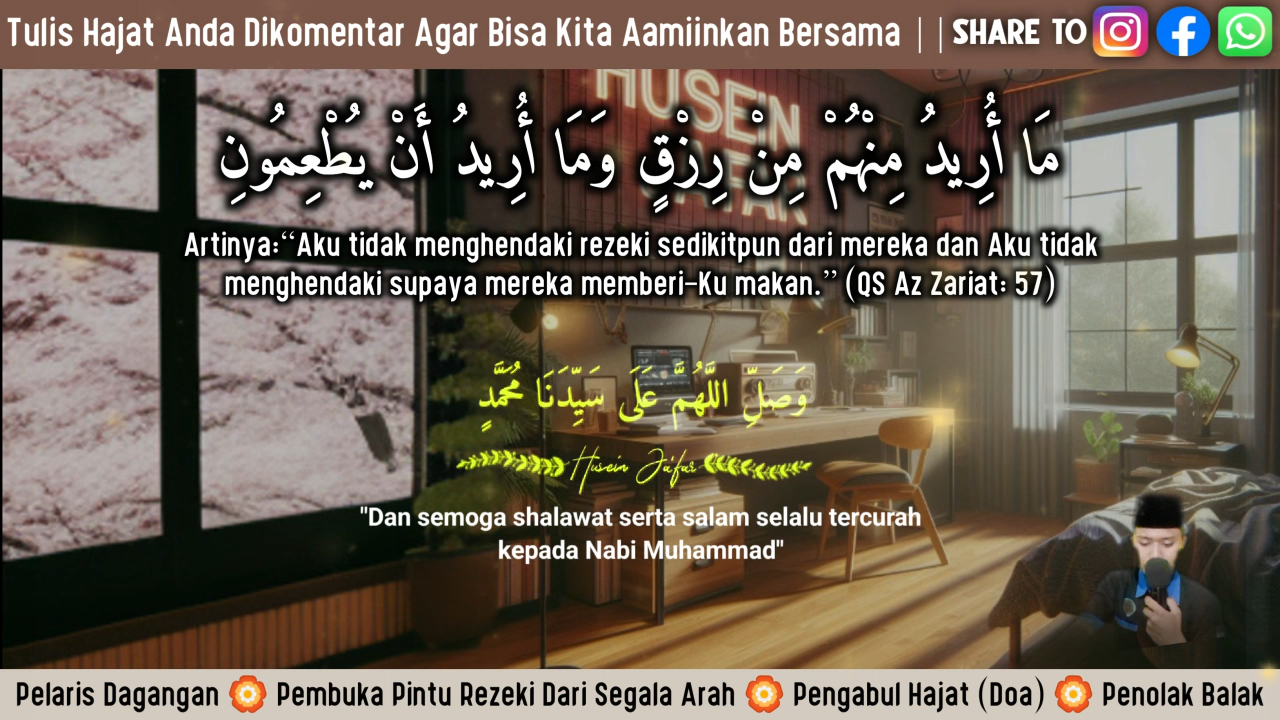 Tulis Hajat Anda Dikomentar Agar Bisa Kita Aamiinkan Bersama || SHARE TO
HUSEIN
مَا أُرِيدُ مِنْهُمْ مِنْ رِزْقٍ وَمَا أُرِيدُ أَنْ يُطْعِمُونِ
Artinya:“Aku tidak menghendaki rezeki sedikitpun dari mereka dan Aku tidak
menghendaki supaya mereka memberi-Ku makan.” (QS Az Zariat: 57)
وَصَلِّ اللَّهُمَّ عَلَى سَيِّدَنَا مُحَمَّدٍ
Husein Ja'far
"Dan semoga shalawat serta salam selalu tercurah
kepada Nabi Muhammad"
Pelaris Dagangan Pembuka Pintu Rezeki Dari Segala Arah Pengabul Hajat (Doa) Penolak Balak